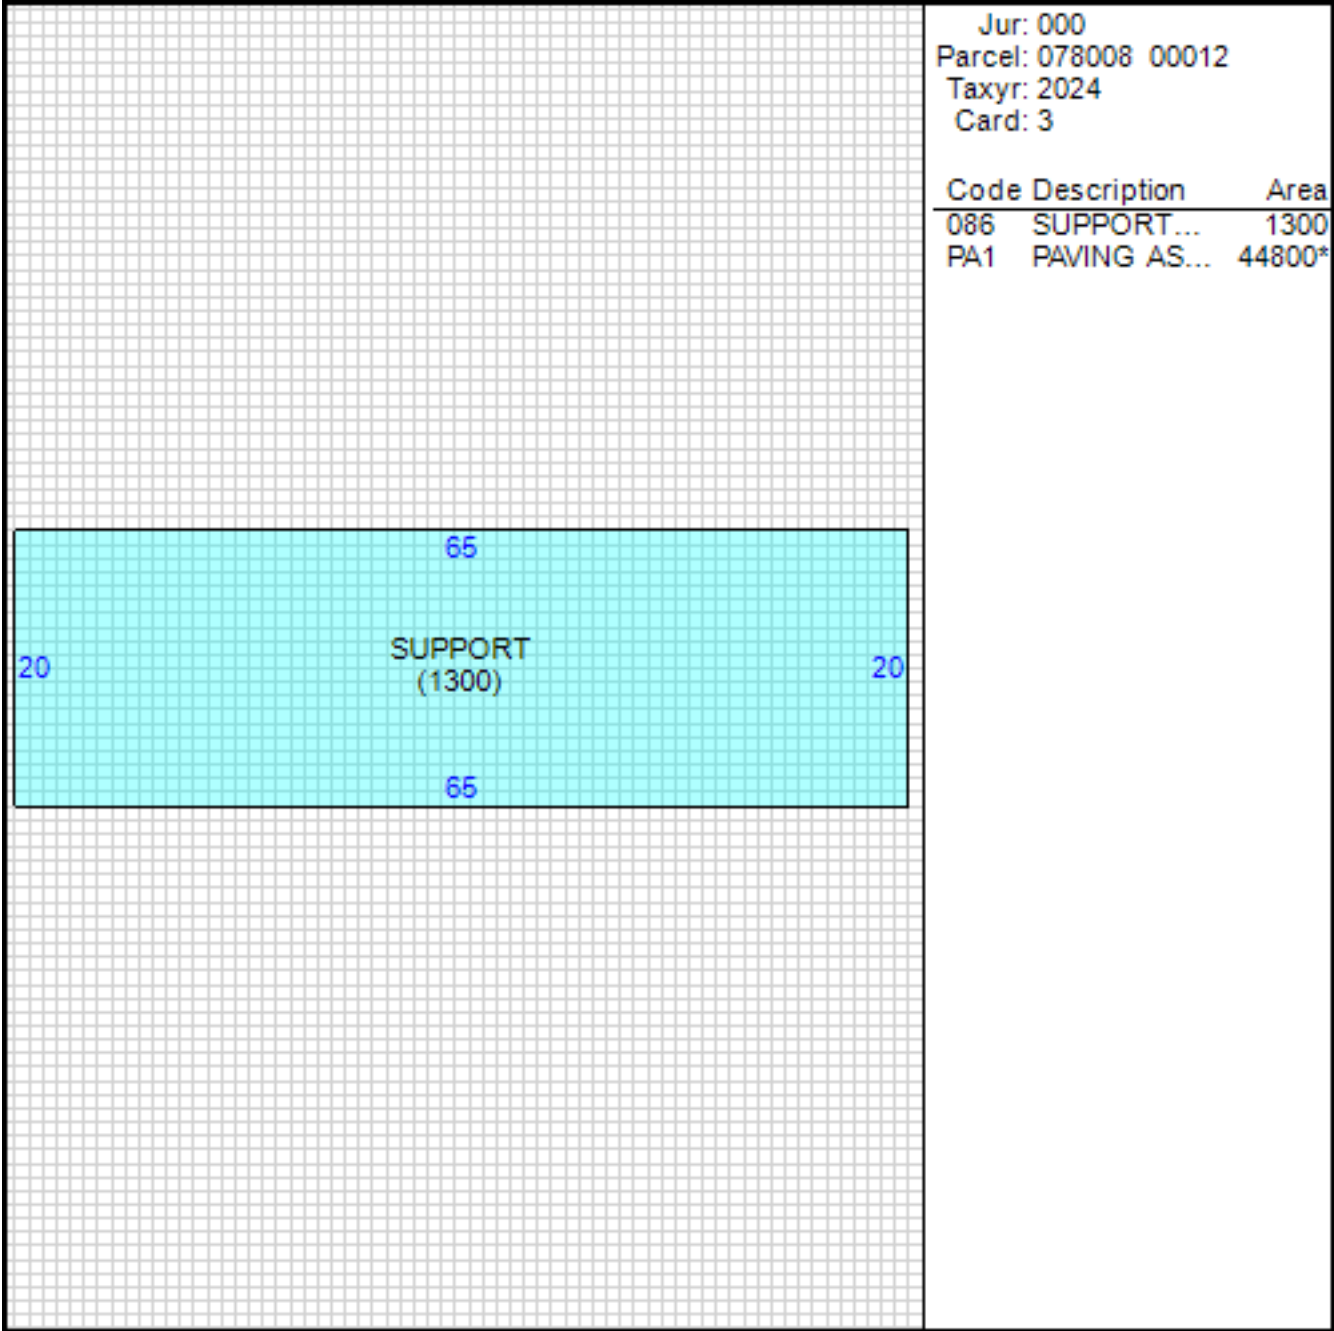 Jur: 000
Parcel: 078008 00012
Taxyr: 2024
Card: 3
Code Description Area
086 SUPPORT... 1300
PA1 PAVING AS... 44800*
65
20 SUPPORT 20
(1300)
65